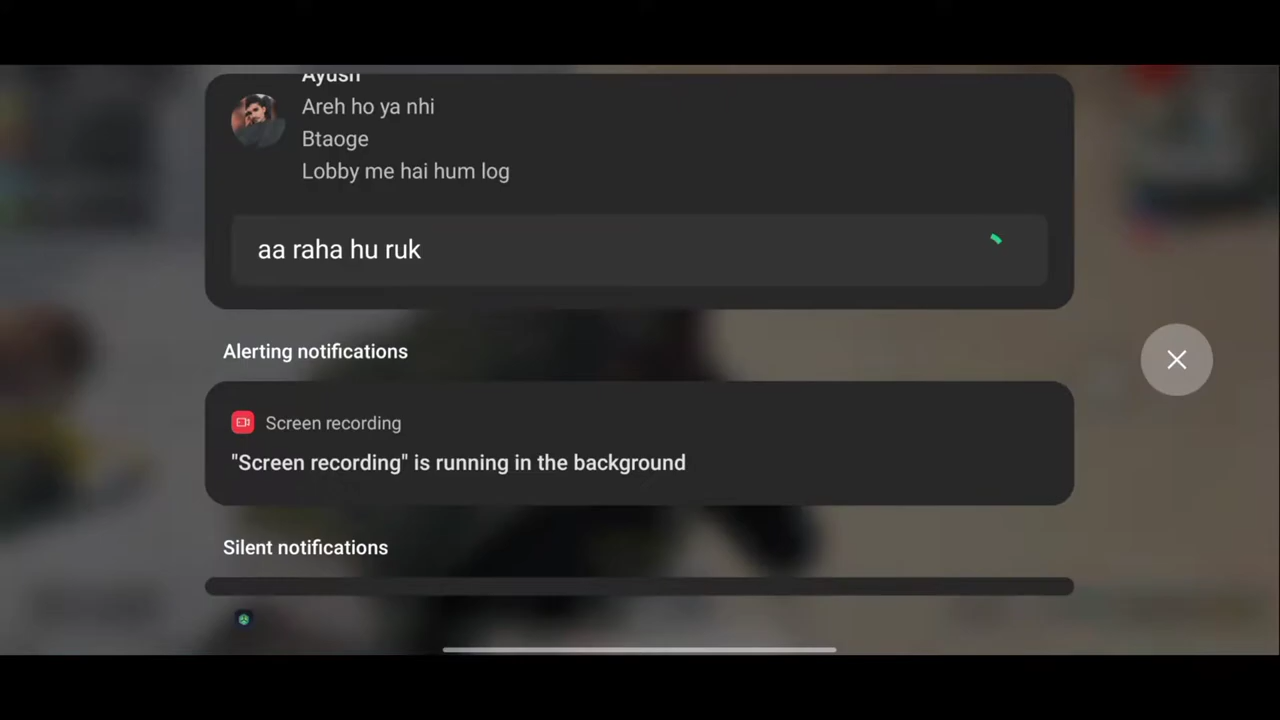 Ayush
Areh ho ya nhi
Btaoge
Lobby me hai hum log
aa raha hu ruk
Alerting notifications
Screen recording
"Screen recording" is running in the background
Silent notifications